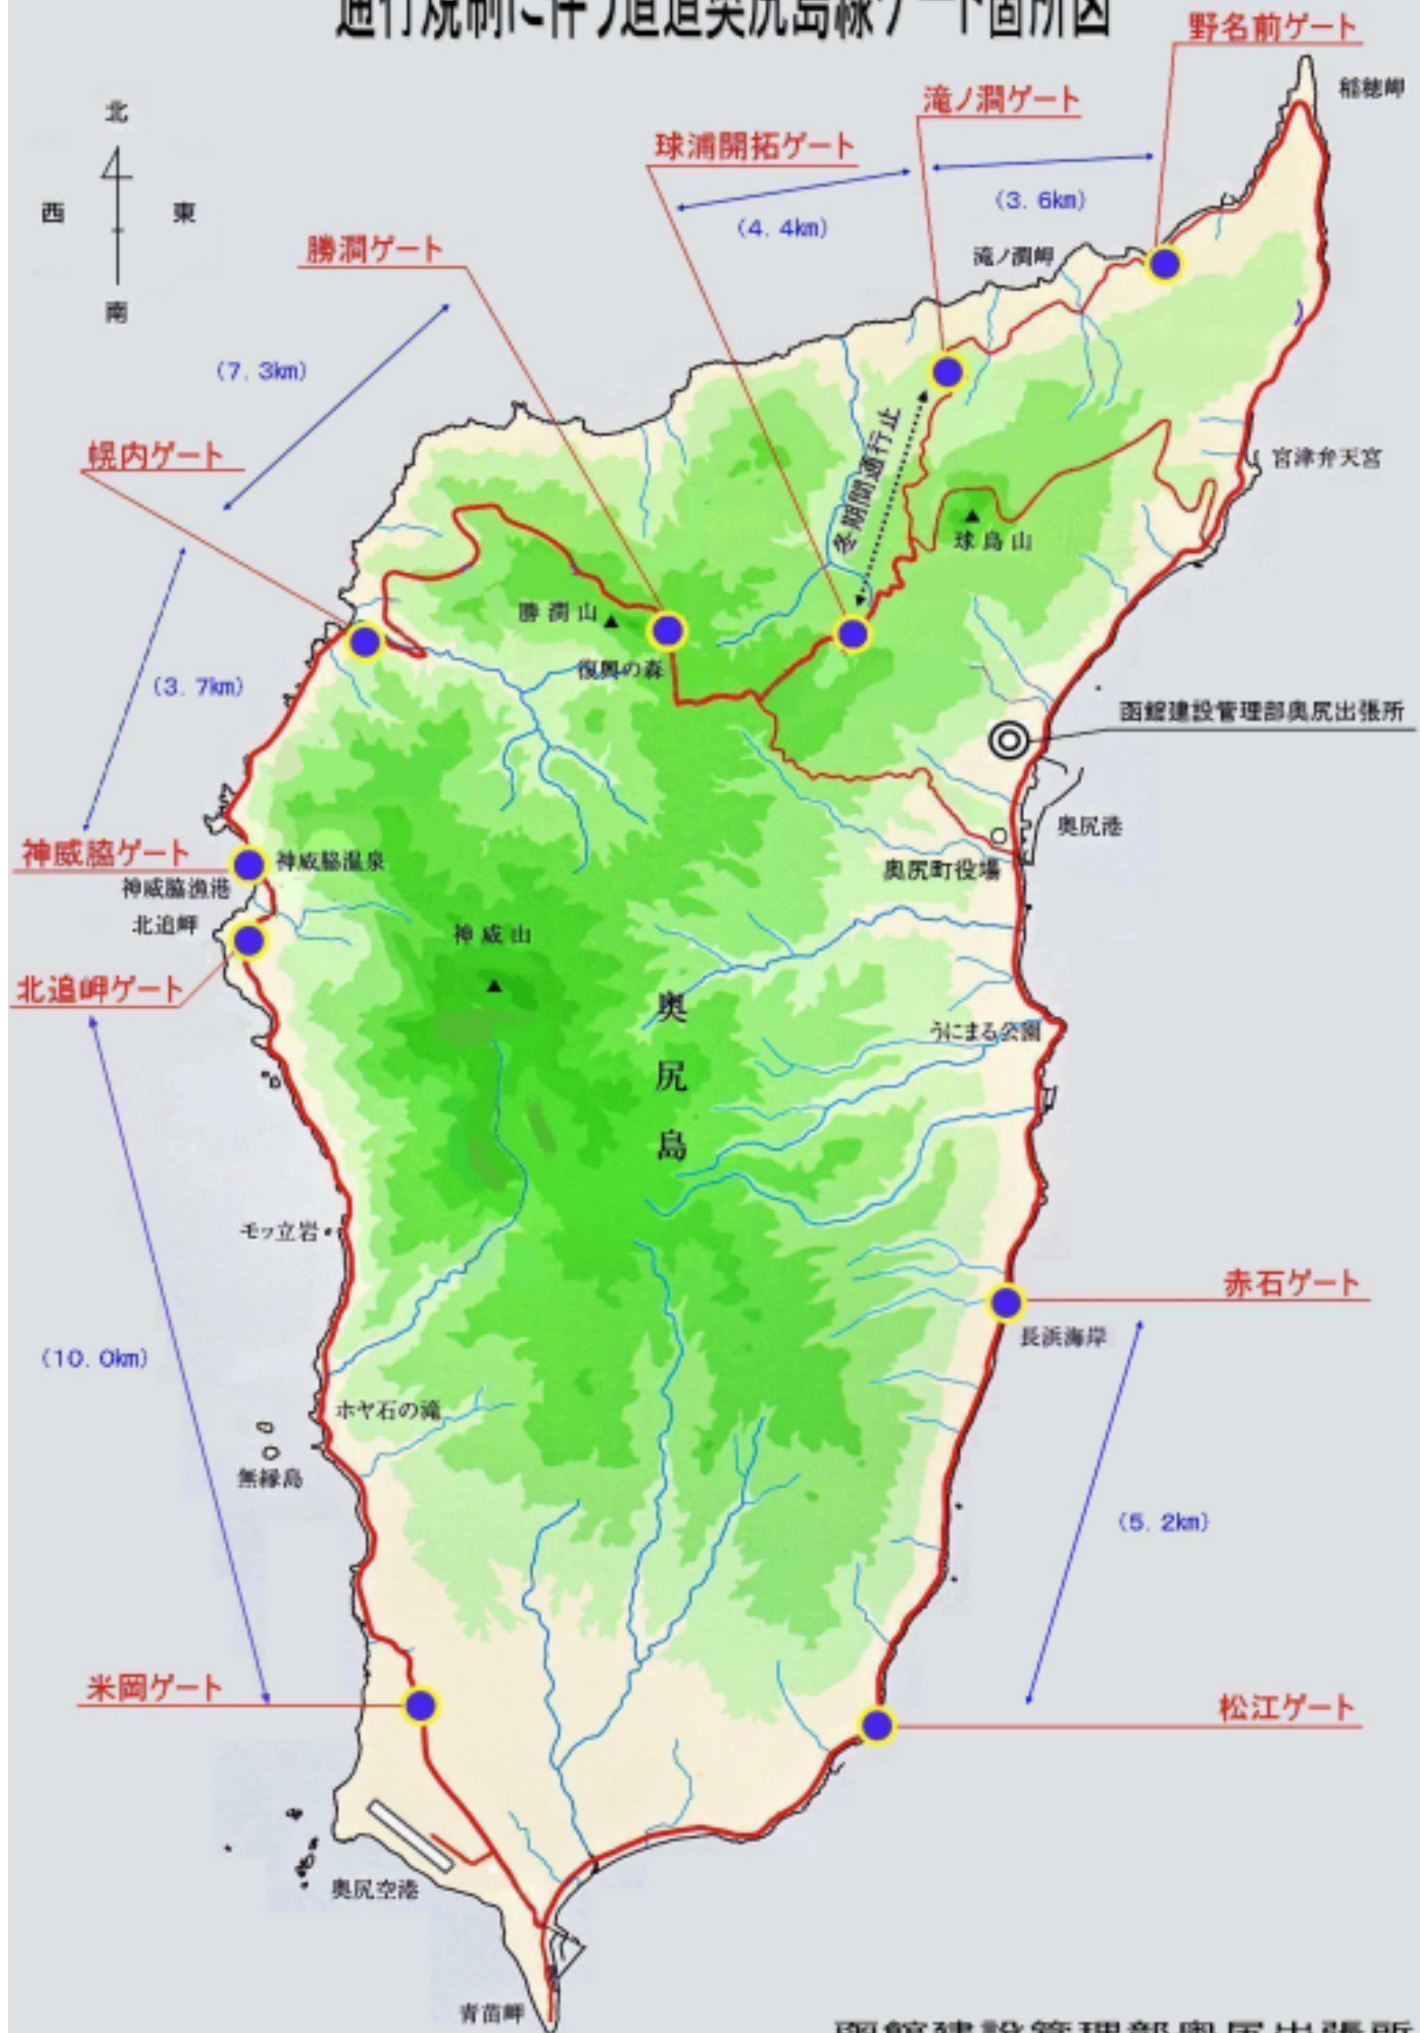 通行規制に伴う道道奥尻島線ゲート箇所図
野名前ゲート
稲穂岬
滝ノ澗ゲート
北
球浦開拓ゲート
(3. 6km)
西
東
(4. 4km)
勝澗ゲート
滝ノ澗岬
南
(7. 3km)
冬期間通行止
幌内ゲート
宮津弁天宮
球島山
勝澗山
復興の森
(3. 7km)
函館建設管理部奥尻出張所
奥尻港
神威脇ゲート
神威脇温泉
奥尻町役場
神威脇漁港
北追岬
神威山
北追岬ゲート
奥尻島
うにまる公園
モッ立岩
赤石ゲート
長浜海岸
(10. 0km)
ホヤ石の滝
無縁島
(5. 2km)
米岡ゲート
松江ゲート
奥尻空港
青苗岬
函館建設管理部奥尻出張所